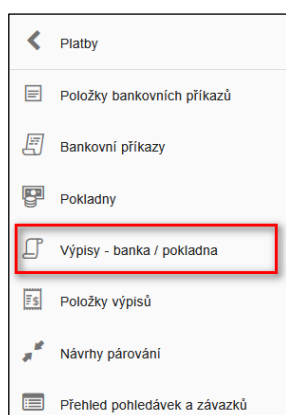 Platby
Položky bankovních příkazů
Bankovní příkazy
Pokladny
Výpisy - banka / pokladna
Položky výpisů
Návrhy párování
Přehled pohledávek a závazků